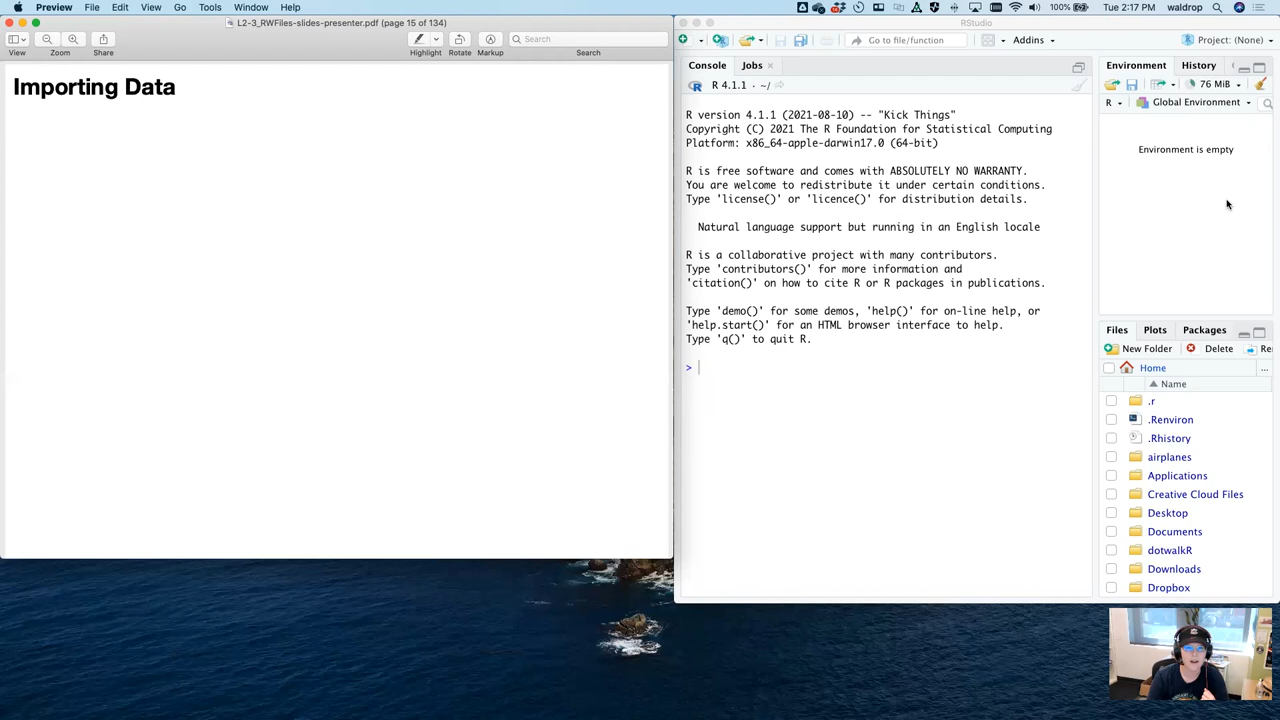 Preview File Edit View Go Tools Window Help
100% Tue 2:17 PM waldrop
L2-3_RWFiles-slides-presenter.pdf (page 15 of 134)
View Zoom Share Highlight Rotate Markup Search
Search
Importing Data
RStudio
Go to file/function Addins Project: (None)
Console Jobs
R 4.1.1 · ~/
R version 4.1.1 (2021-08-10) -- "Kick Things"
Copyright (C) 2021 The R Foundation for Statistical Computing
Platform: x86_64-apple-darwin17.0 (64-bit)
R is free software and comes with ABSOLUTELY NO WARRANTY.
You are welcome to redistribute it under certain conditions.
Type 'license()' or 'licence()' for distribution details.
Natural language support but running in an English locale
R is a collaborative project with many contributors.
Type 'contributors()' for more information and
'citation()' on how to cite R or R packages in publications.
Type 'demo()' for some demos, 'help()' for on-line help, or
'help.start()' for an HTML browser interface to help.
Type 'q()' to quit R.
>
Environment History
76 MiB
R Global Environment
Environment is empty
Files Plots Packages
New Folder Delete Re
Home ...
Name
.r
.Renviron
.Rhistory
airplanes
Applications
Creative Cloud Files
Desktop
Documents
dotwalkR
Downloads
Dropbox